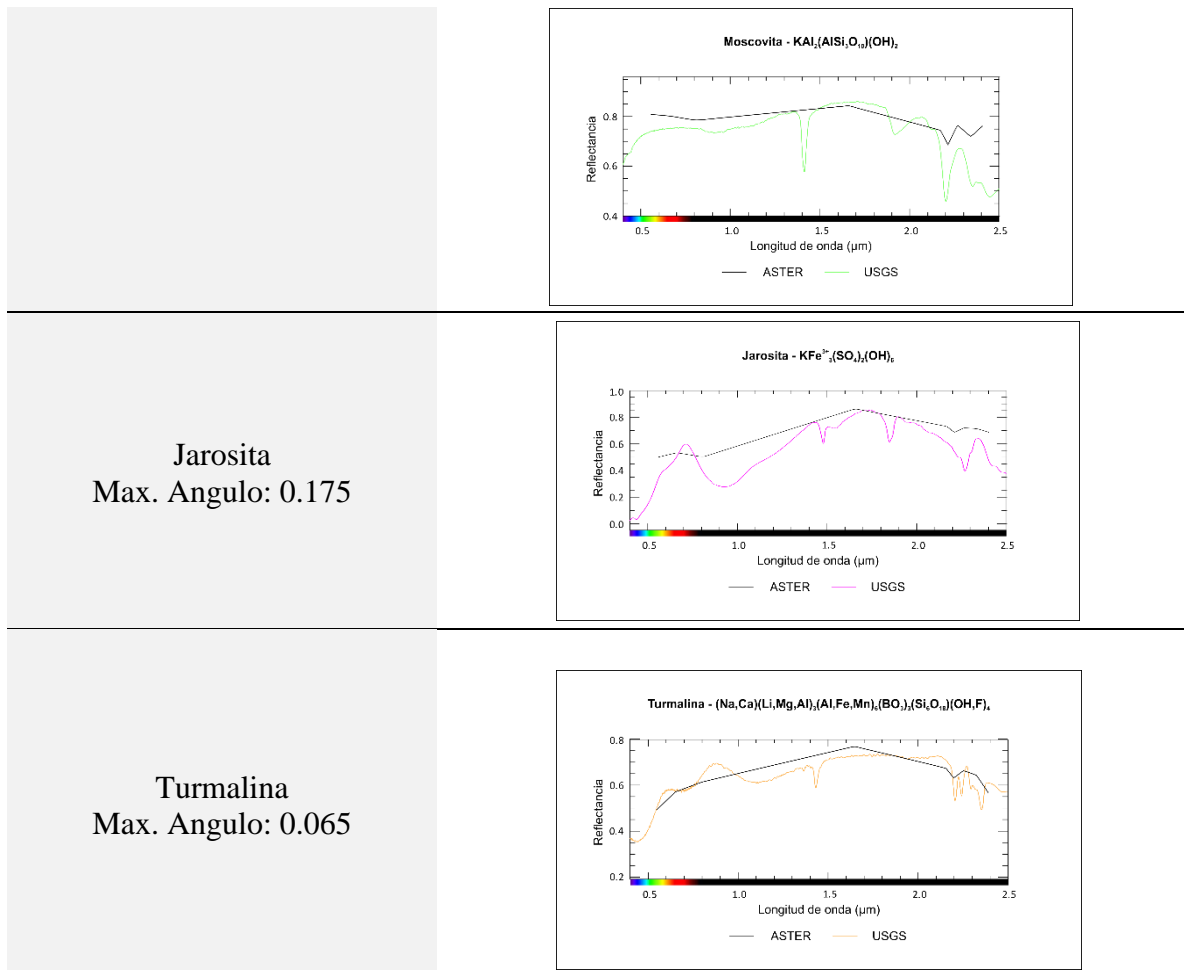 Moscovita - KAl₂(AlSi₃O₁₀)(OH)₂
Reflectancia
0.8
0.6
0.4
0.5 1.0 1.5 2.0 2.5
Longitud de onda (µm)
ASTER USGS
Jarosita
Max. Angulo: 0.175
Jarosita - KFe³⁺₃(SO₄)₂(OH)₆
Reflectancia
1.0
0.8
0.6
0.4
0.2
0.0
0.5 1.0 1.5 2.0 2.5
Longitud de onda (µm)
ASTER USGS
Turmalina
Max. Angulo: 0.065
Turmalina - (Na,Ca)(Li,Mg,Al)₃(Al,Fe,Mn)₆(BO₃)₃(Si₆O₁₈)(OH,F)₄
Reflectancia
0.8
0.6
0.4
0.2
0.5 1.0 1.5 2.0 2.5
Longitud de onda (µm)
ASTER USGS